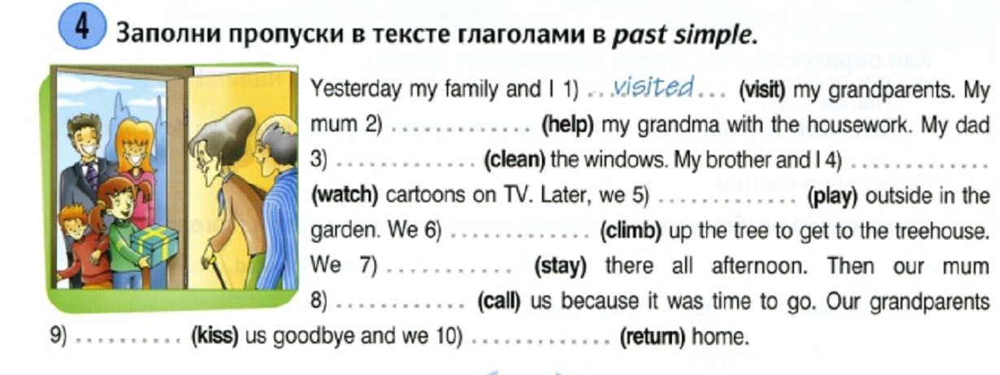 4 Заполни пропуски в тексте глаголами в past simple.
Yesterday my family and I 1) ...visited... (visit) my grandparents. My
mum 2) ............. (help) my grandma with the housework. My dad
3) ............. (clean) the windows. My brother and I 4) .............
(watch) cartoons on TV. Later, we 5) ............. (play) outside in the
garden. We 6) ............. (climb) up the tree to get to the treehouse.
We 7) ............ (stay) there all afternoon. Then our mum
8) ............ (call) us because it was time to go. Our grandparents
9) .......... (kiss) us goodbye and we 10) ............. (return) home.